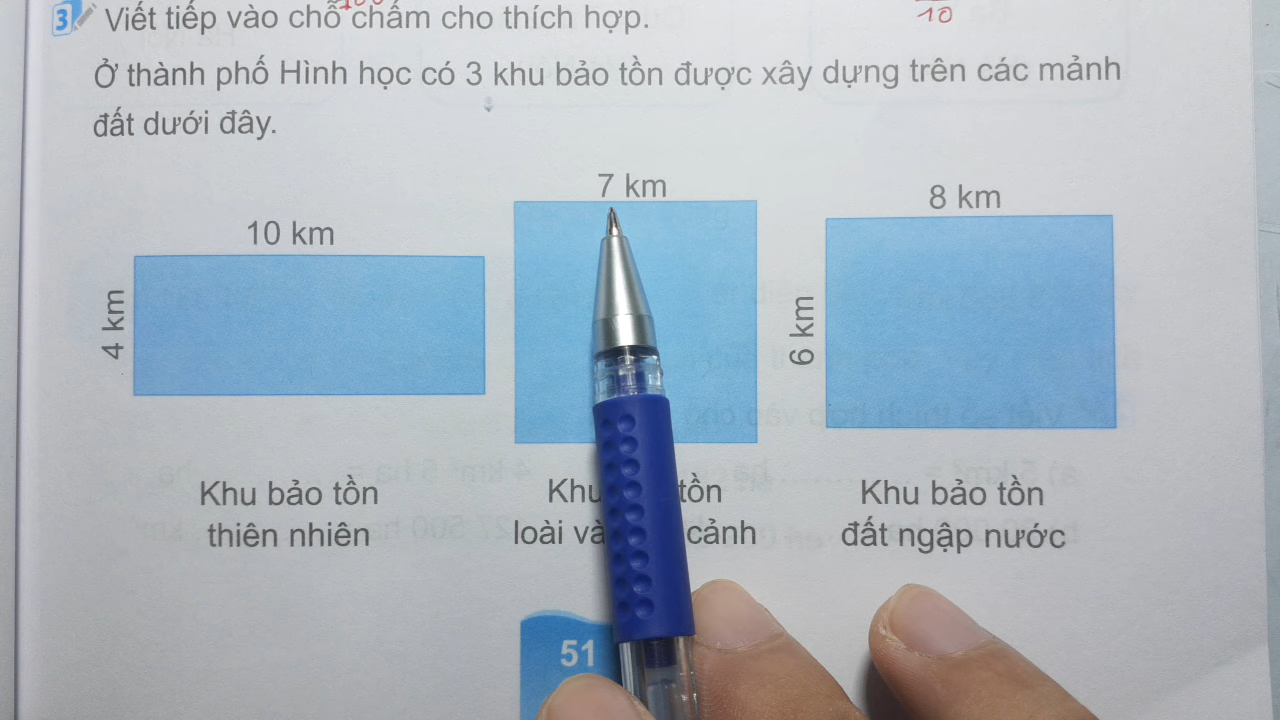 3 Viết tiếp vào chỗ chấm cho thích hợp.
10
Ở thành phố Hình học có 3 khu bảo tồn được xây dựng trên các mảnh
đất dưới đây.
10 km
4 km
7 km
8 km
6 km
Khu bảo tồn
thiên nhiên
Khu tồn
loài và cảnh
Khu bảo tồn
đất ngập nước
51